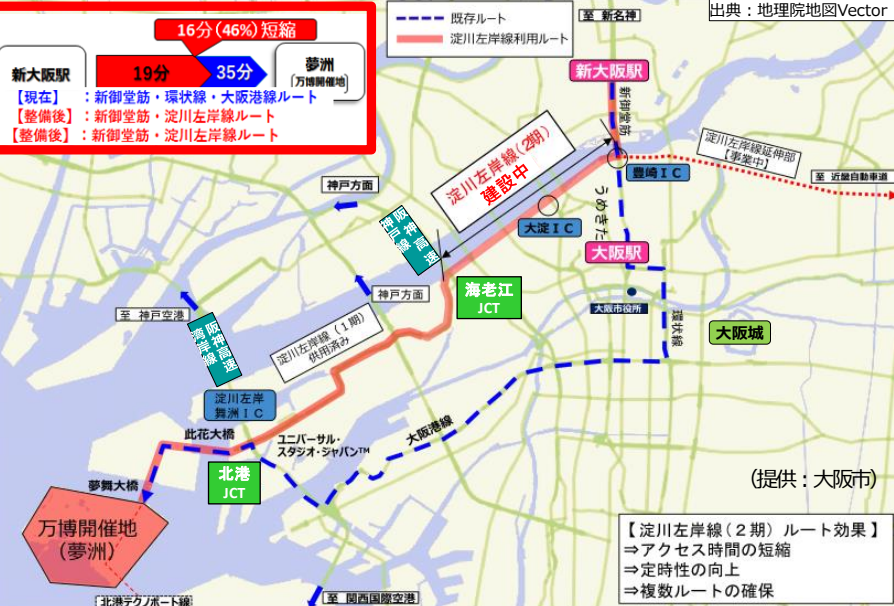 16分(46%)短縮
新大阪駅
19分
35分
夢洲
(万博開催地)
【現在】 ：新御堂筋・環状線・大阪港線ルート
【整備後】：新御堂筋・淀川左岸線ルート
【整備後】：新御堂筋・淀川左岸線ルート
既存ルート
淀川左岸線利用ルート
至 新名神
出典：地理院地図Vector
新大阪駅
新御堂筋
淀川左岸線(2期)
建設中
淀川左岸線延伸部
【事業中】
至 近畿自動車道
豊崎ＩＣ
神戸方面
うめきた
大淀ＩＣ
阪神高速
神戸線
大阪駅
海老江
JCT
神戸方面
大阪市役所
環状線
大阪城
至 神戸空港
阪神高速
湾岸線
淀川左岸線(１期)
供用済み
淀川左岸
舞洲ＩＣ
此花大橋
ユニバーサル・
スタジオ・ジャパン™
大阪港線
北港
JCT
夢舞大橋
万博開催地
(夢洲)
(提供：大阪市)
【淀川左岸線(２期) ルート効果】
⇒アクセス時間の短縮
⇒定時性の向上
⇒複数ルートの確保
北港テクノポート線
至 関西国際空港